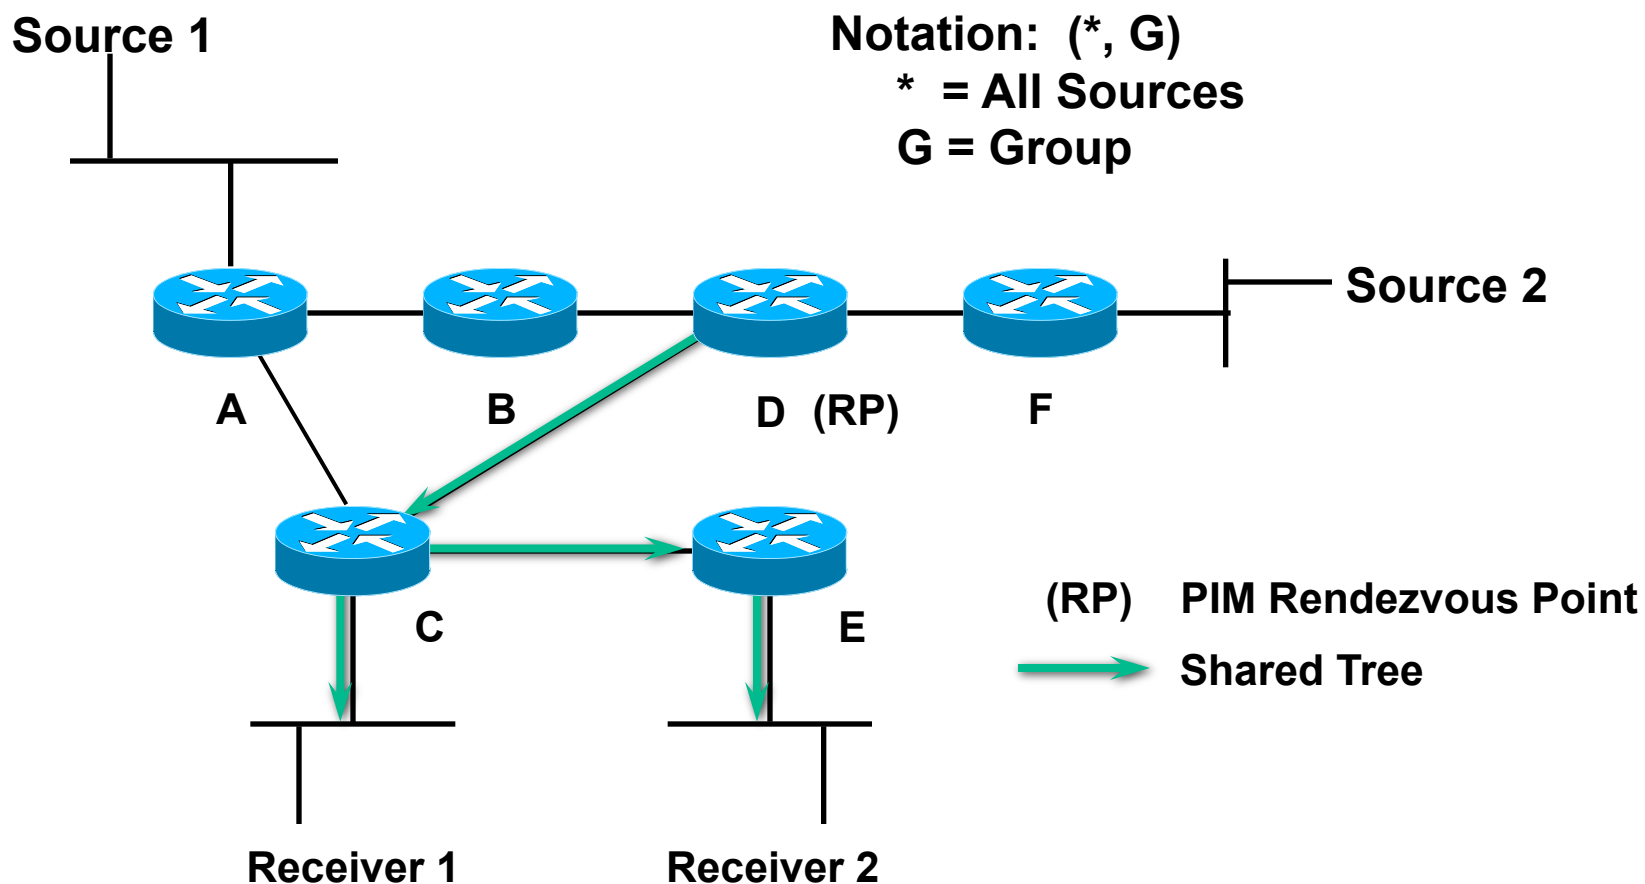 Source 1
Notation: (*, G)
* = All Sources
G = Group
Source 2
A
B
D (RP)
F
C
E
(RP) PIM Rendezvous Point
Shared Tree
Receiver 1
Receiver 2